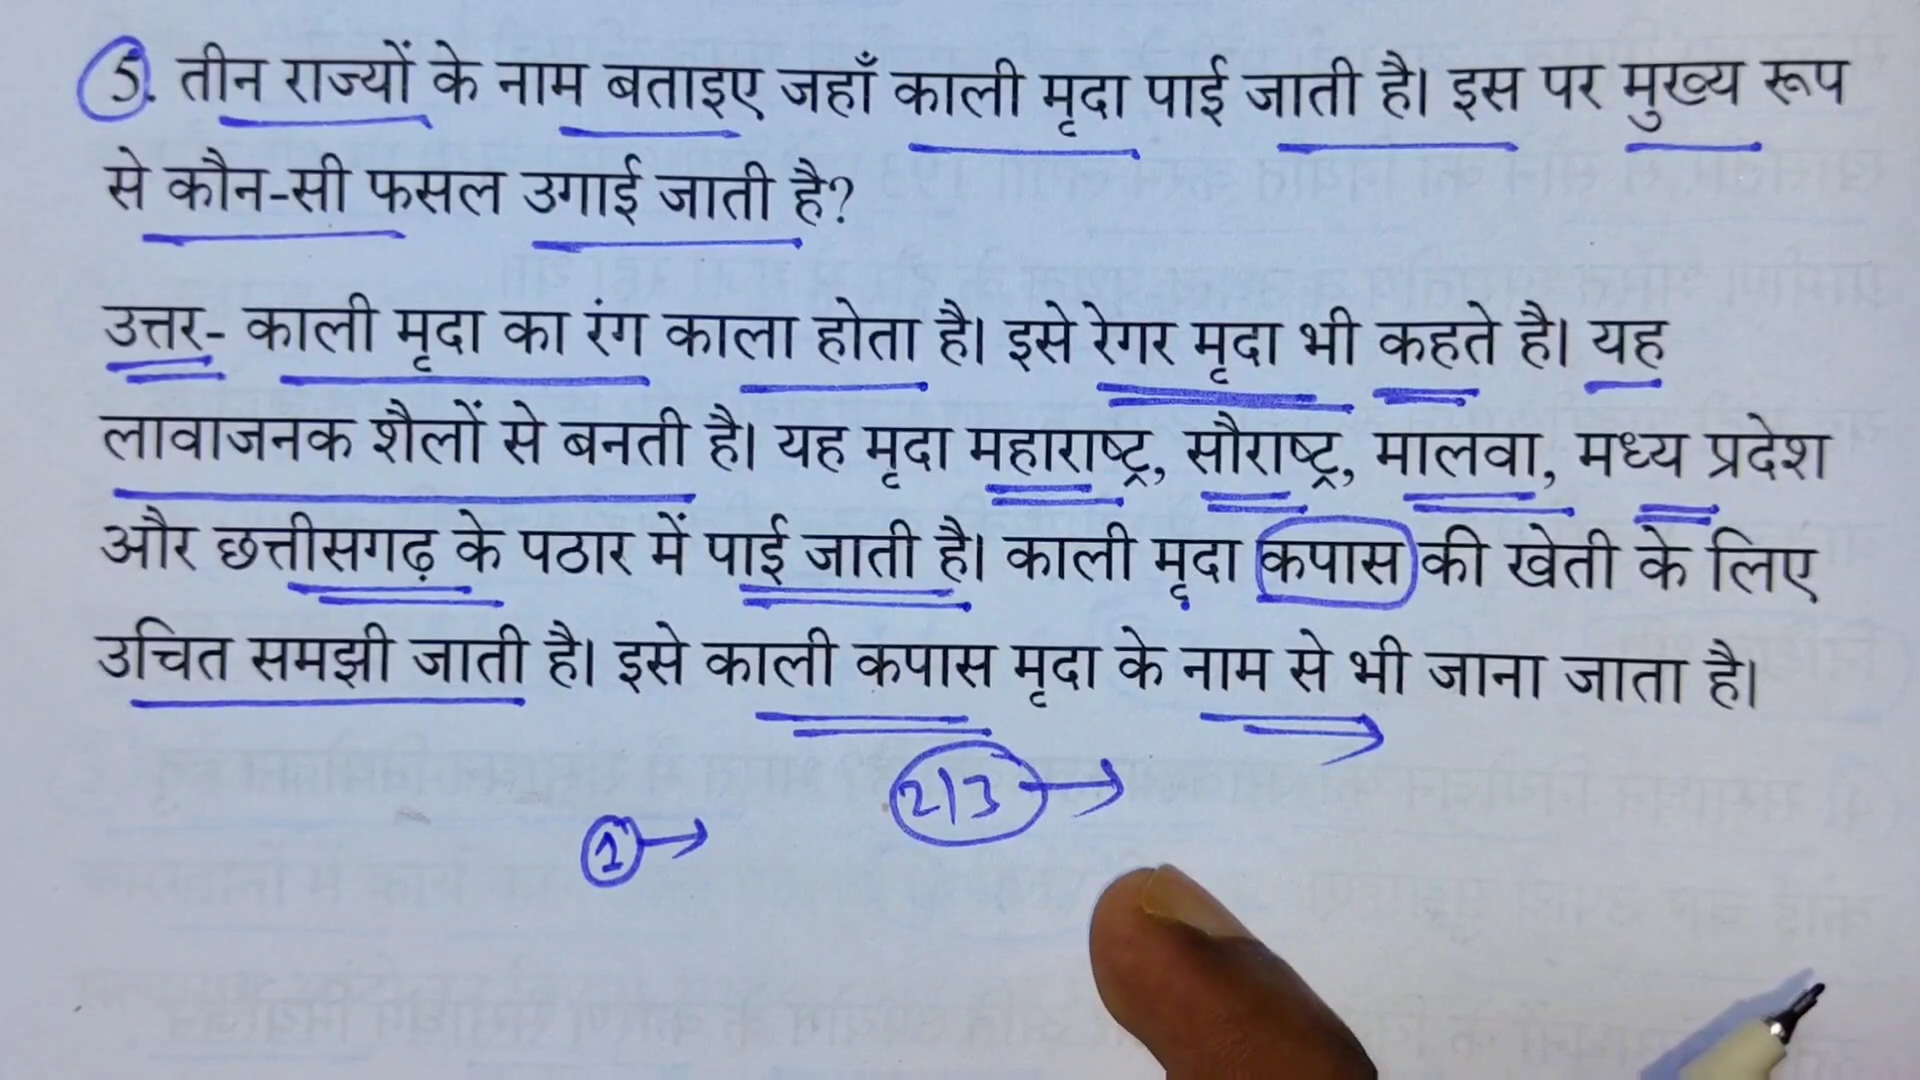 5. तीन राज्यों के नाम बताइए जहाँ काली मृदा पाई जाती है। इस पर मुख्य रूप
से कौन-सी फसल उगाई जाती है?
उत्तर- काली मृदा का रंग काला होता है। इसे रेगर मृदा भी कहते है। यह
लावाजनक शैलों से बनती है। यह मृदा महाराष्ट्र, सौराष्ट्र, मालवा, मध्य प्रदेश
और छत्तीसगढ़ के पठार में पाई जाती है। काली मृदा कपास की खेती के लिए
उचित समझी जाती है। इसे काली कपास मृदा के नाम से भी जाना जाता है।
2/3 →
1 →